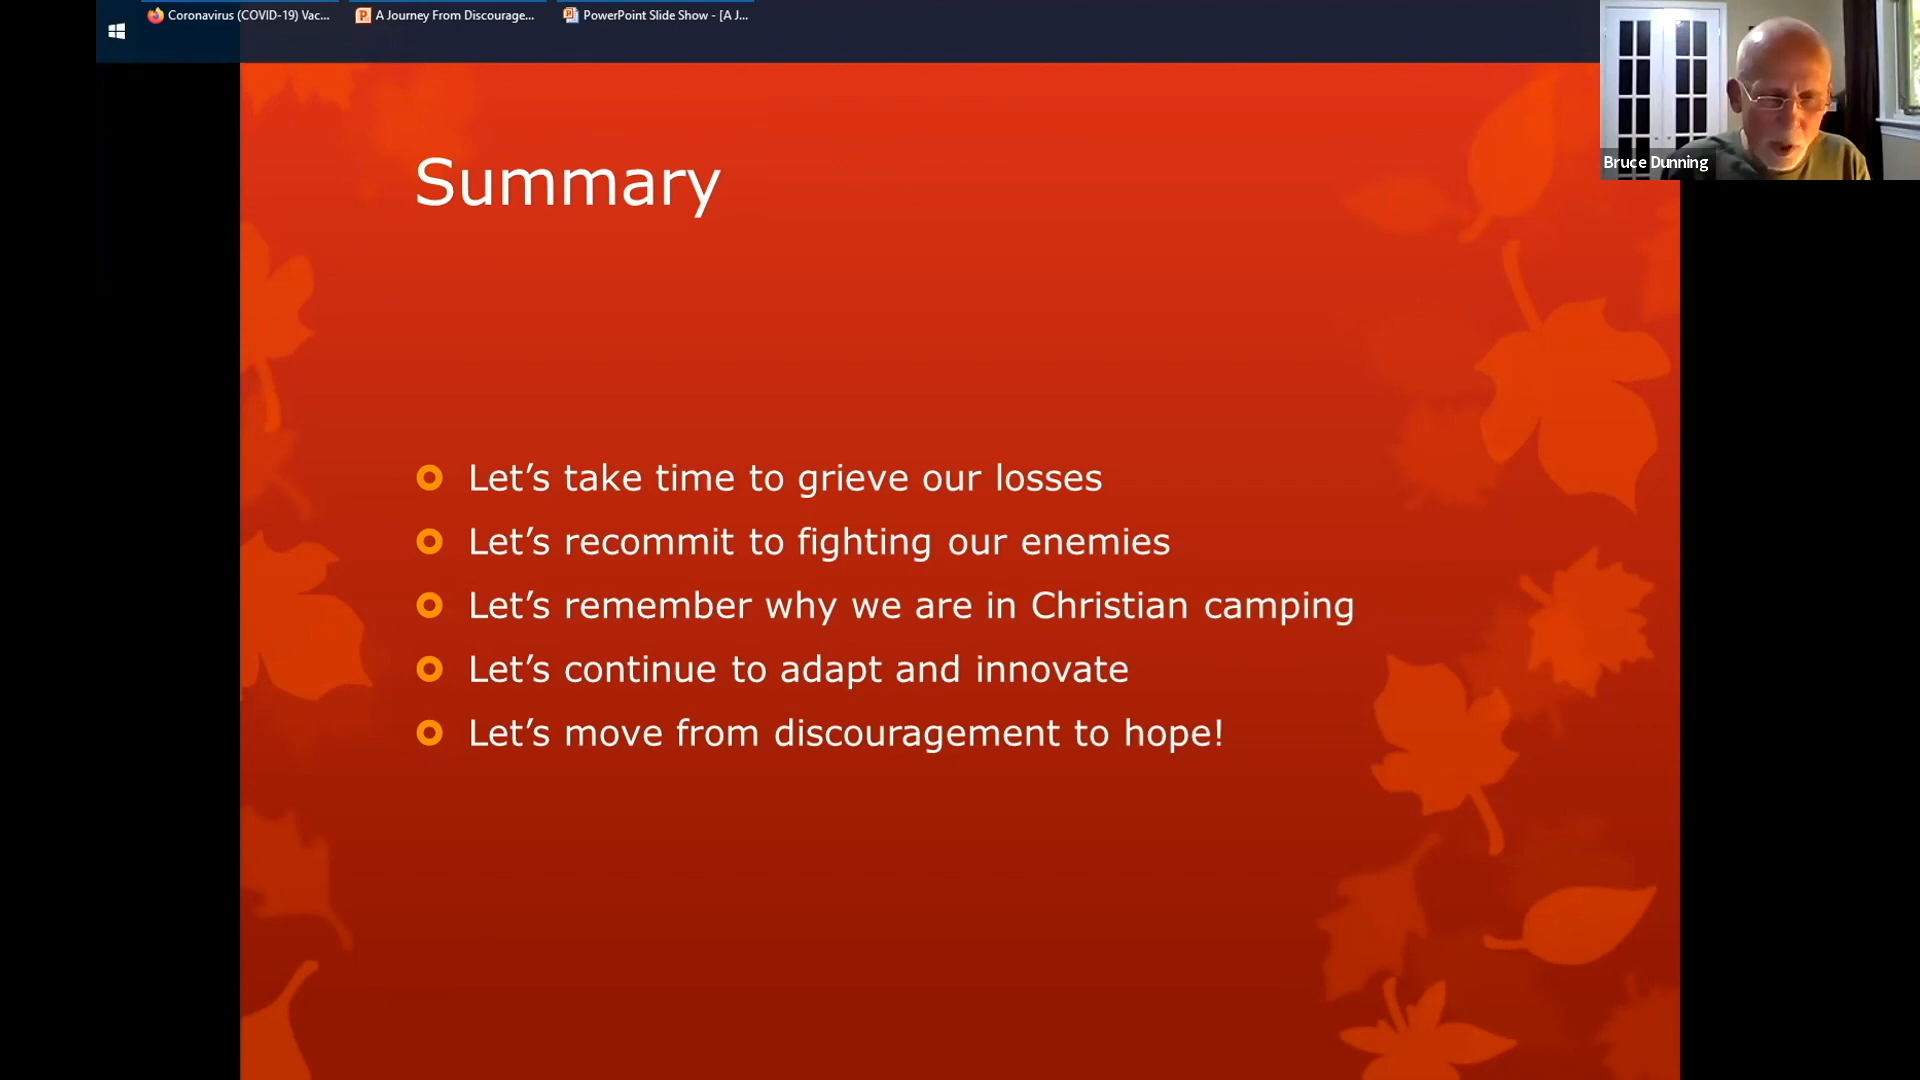 Coronavirus (COVID-19) Vac...
A Journey From Discourage...
PowerPoint Slide Show - [A J...
Bruce Dunning
Summary
Let’s take time to grieve our losses
Let’s recommit to fighting our enemies
Let’s remember why we are in Christian camping
Let’s continue to adapt and innovate
Let’s move from discouragement to hope!